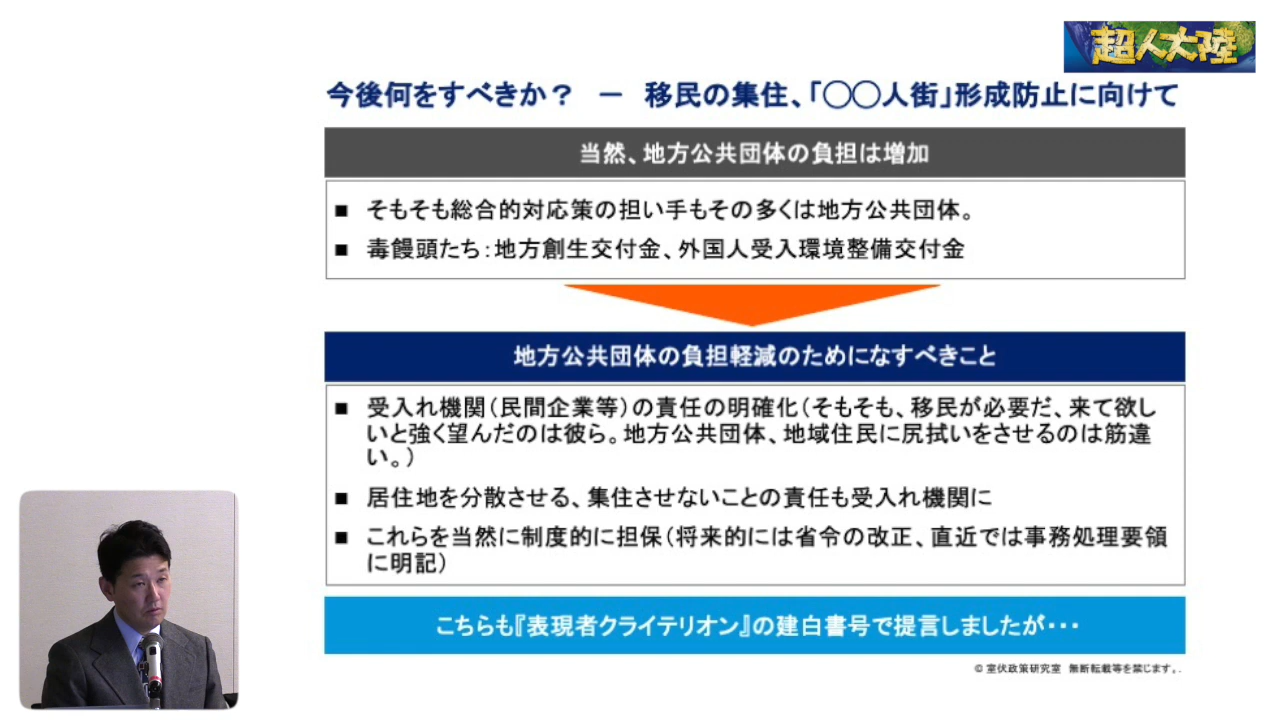 超人大陸
今後何をすべきか？ － 移民の集住、「〇〇人街」形成防止に向けて
当然、地方公共団体の負担は増加
■ そもそも総合的対応策の担い手もその多くは地方公共団体。
■ 毒饅頭たち：地方創生交付金、外国人受入環境整備交付金
地方公共団体の負担軽減のためになすべきこと
■ 受入れ機関（民間企業等）の責任の明確化（そもそも、移民が必要だ、来て欲し
いと強く望んだのは彼ら。地方公共団体、地域住民に尻拭いをさせるのは筋違
い。）
■ 居住地を分散させる、集住させないことの責任も受入れ機関に
■ これらを当然に制度的に担保（将来的には省令の改正、直近では事務処理要領
に明記）
こちらも『表現者クライテリオン』の建白書号で提言しましたが・・・
© 室伏政策研究室 無断転載等を禁じます。.